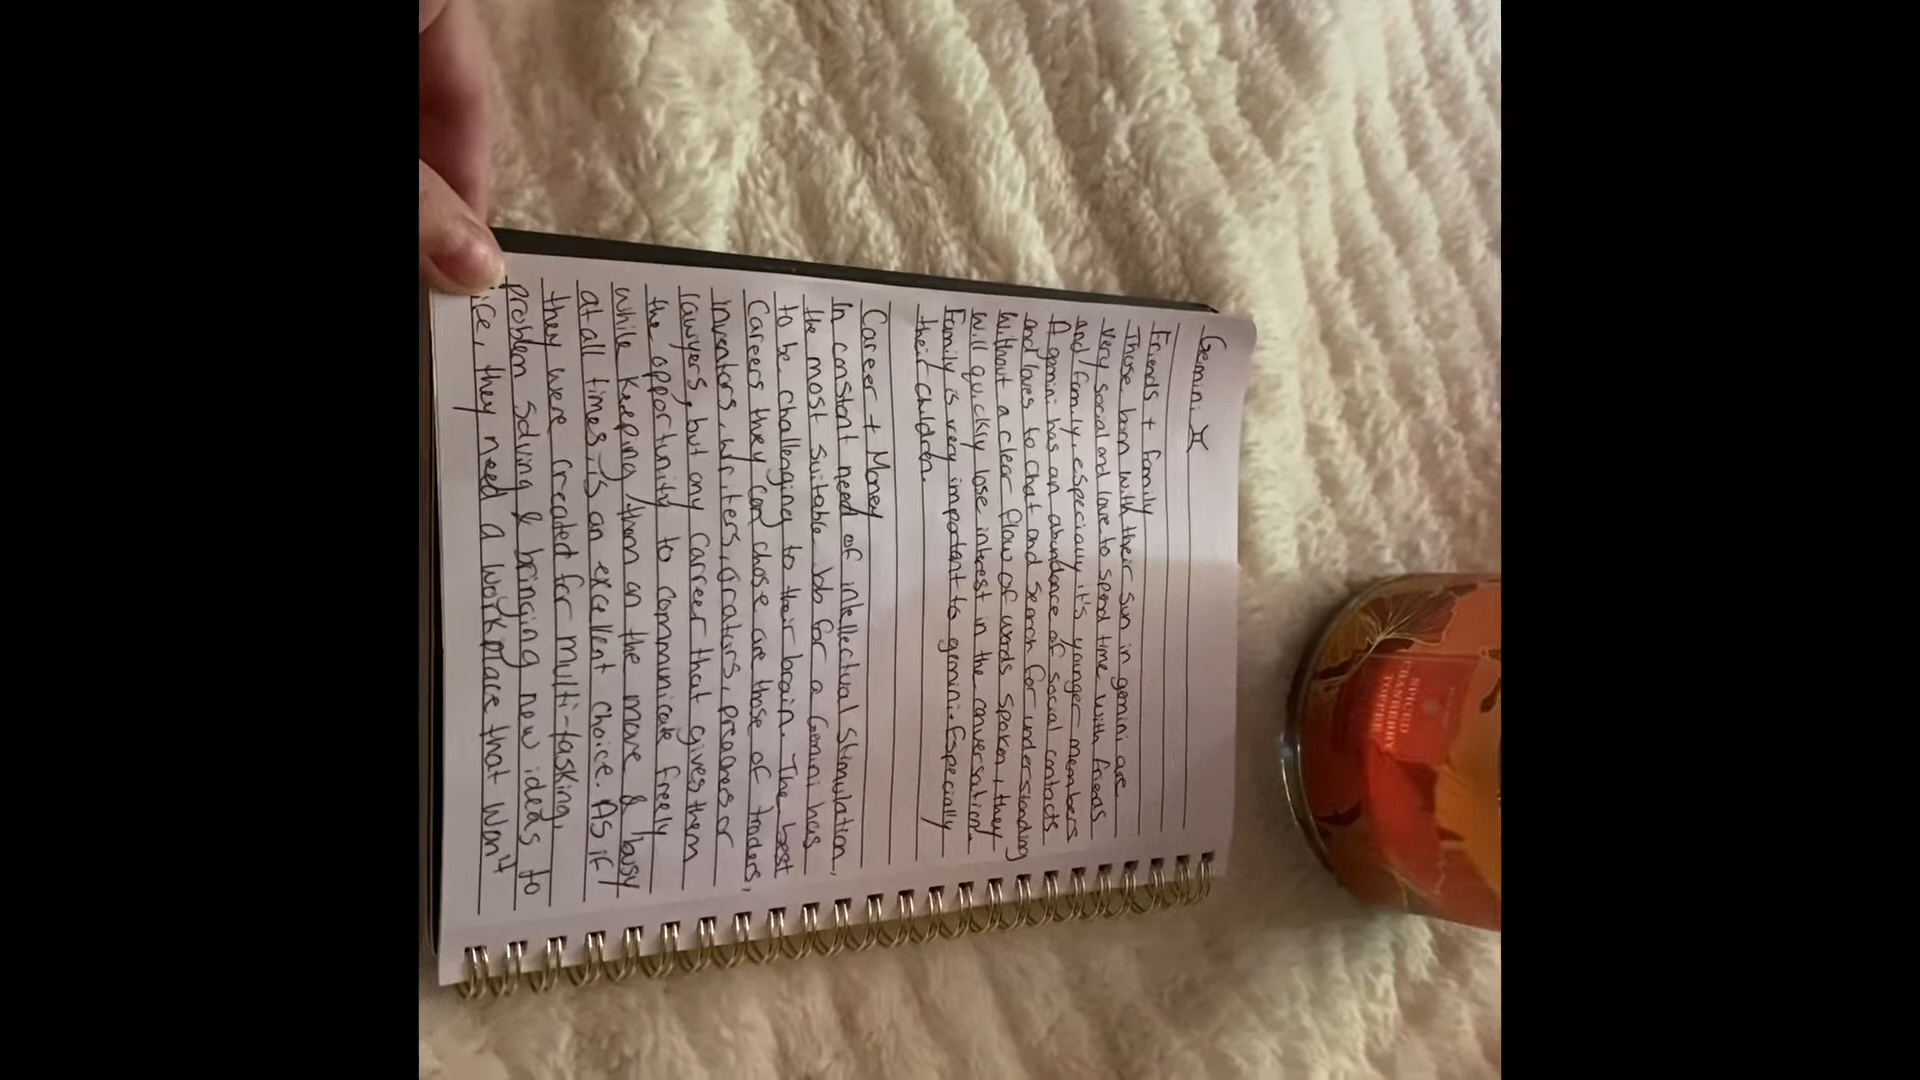 Gemini ♊
Friends + family
Those born with their sun in gemini are
very social and love to spend time with frieds
and family, especially it's younger members
A gemini has an abundance of social contacts
and loves to chat and search for understanding
Without a clear flow of words spoken, they
will quickly lose interest in the conversation.
Family is very important to gemini. Especially
their children.
Career + Money
In constant need of intellectual Stimulation,
the most suitable Job for a Gemini has
to be challenging to their brain. The best
Careers they can chose are those of traders,
inventors, writers, orators, preachers or
lawyers, but any carreer that gives them
the opportunity to communicate freely
while keeping them on the move & busy
at all times, is an excellent choice. As if
they were created for multi-tasking,
problem solving & bringing new ideas to
ice, they need a workplace that won't
SPICED
CRANBERRY
TODDY